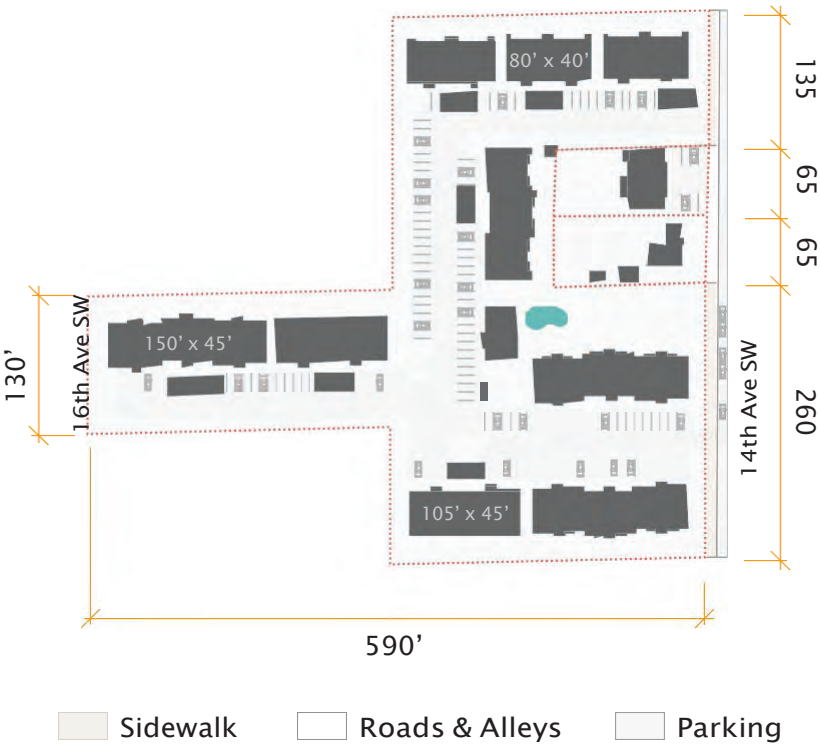 80' x 40'
135
65
65
150' x 45'
16th Ave SW
130'
14th Ave SW
260
105' x 45'
590'
Sidewalk
Roads & Alleys
Parking